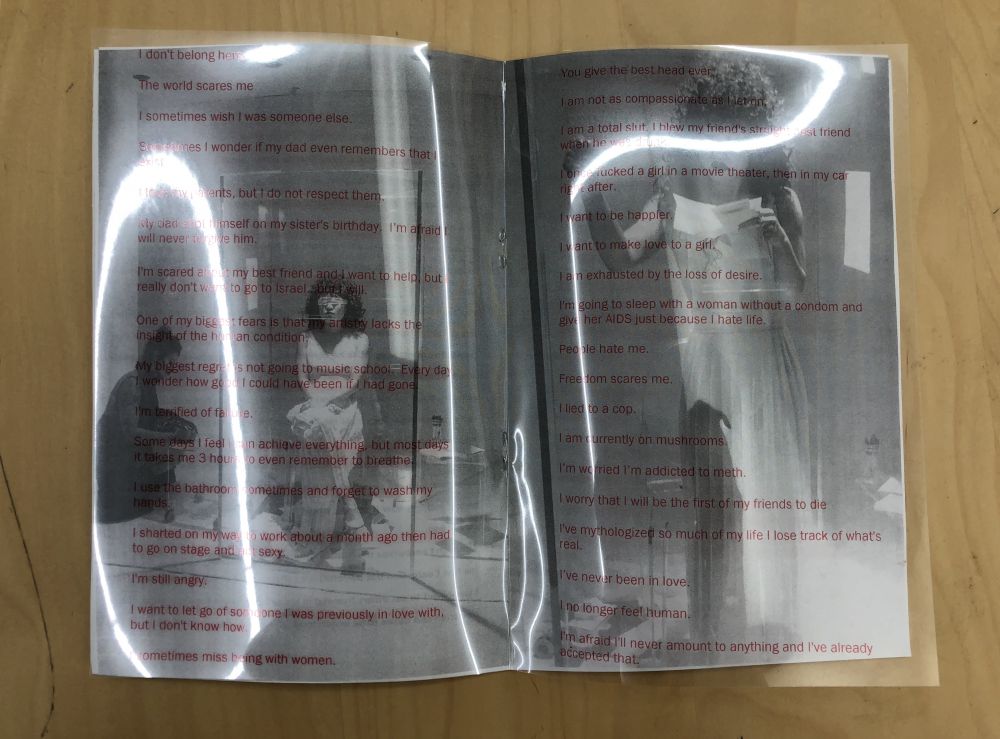 I don't belong here
The world scares me
I sometimes wish I was someone else.
Sometimes I wonder if my dad even remembers that I
exist.
I love my parents, but I do not respect them.
My dad shot himself on my sister's birthday. I'm afraid I
will never forgive him.
I'm scared about my best friend and I want to help, but I
really don't want to go to Israel, but I will.
One of my biggest fears is that my artistry lacks the
insight of the human condition.
My biggest regret is not going to music school. Every day
I wonder how good I could have been if I had gone.
I'm terrified of failure.
Some days I feel I can achieve everything, but most days
it takes me 3 hours to even remember to breathe.
I use the bathroom sometimes and forget to wash my
hands.
I sharted on my way to work about a month ago then had
to go on stage and act sexy.
I'm still angry.
I want to let go of someone I was previously in love with,
but I don't know how.
I sometimes miss being with women.
You give the best head ever.
I am not as compassionate as I let on.
I am a total slut. I blew my friend's straight best friend
when he was drunk.
I once fucked a girl in a movie theater, then in my car
right after.
I want to be happier.
I want to make love to a girl.
I am exhausted by the loss of desire.
I'm going to sleep with a woman without a condom and
give her AIDS just because I hate life.
People hate me.
Freedom scares me.
I lied to a cop.
I am currently on mushrooms.
I'm worried I'm addicted to meth.
I worry that I will be the first of my friends to die
I've mythologized so much of my life I lose track of what's
real.
I've never been in love.
I no longer feel human.
I'm afraid I'll never amount to anything and I've already
accepted that.